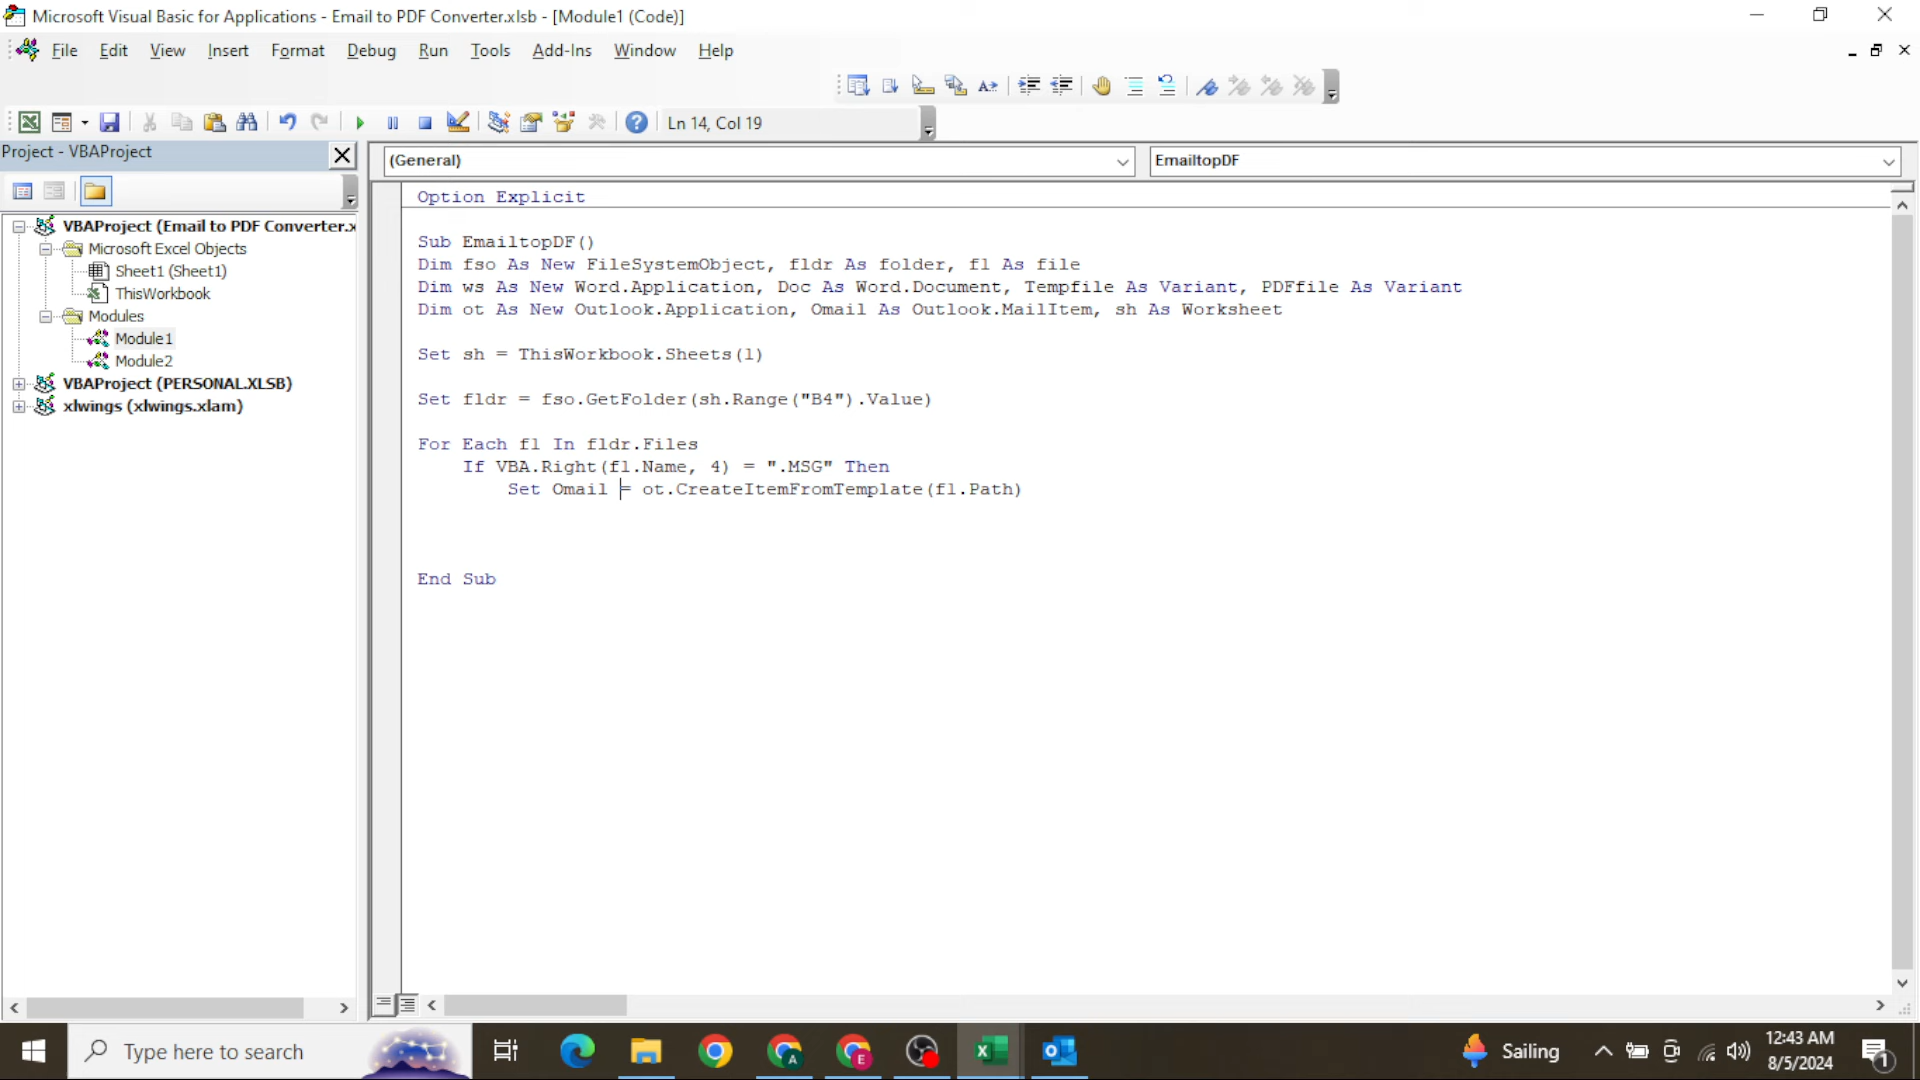 Microsoft Visual Basic for Applications - Email to PDF Converter.xlsb - [Module1 (Code)]
File Edit View Insert Format Debug Run Tools Add-Ins Window Help
Ln 14, Col 19
Project - VBAProject
(General)
EmailtopDF
VBAProject (Email to PDF Converter.x
Microsoft Excel Objects
Sheet1 (Sheet1)
ThisWorkbook
Modules
Module1
Module2
VBAProject (PERSONAL.XLSB)
xlwings (xlwings.xlam)
Option Explicit
Sub EmailtopDF()
Dim fso As New FileSystemObject, fldr As folder, fl As file
Dim ws As New Word.Application, Doc As Word.Document, Tempfile As Variant, PDFfile As Variant
Dim ot As New Outlook.Application, Omail As Outlook.MailItem, sh As Worksheet
Set sh = ThisWorkbook.Sheets(1)
Set fldr = fso.GetFolder(sh.Range("B4").Value)
For Each fl In fldr.Files
If VBA.Right(fl.Name, 4) = ".MSG" Then
Set Omail = ot.CreateItemFromTemplate(fl.Path)
End Sub
Type here to search
Sailing
12:43 AM
8/5/2024
1